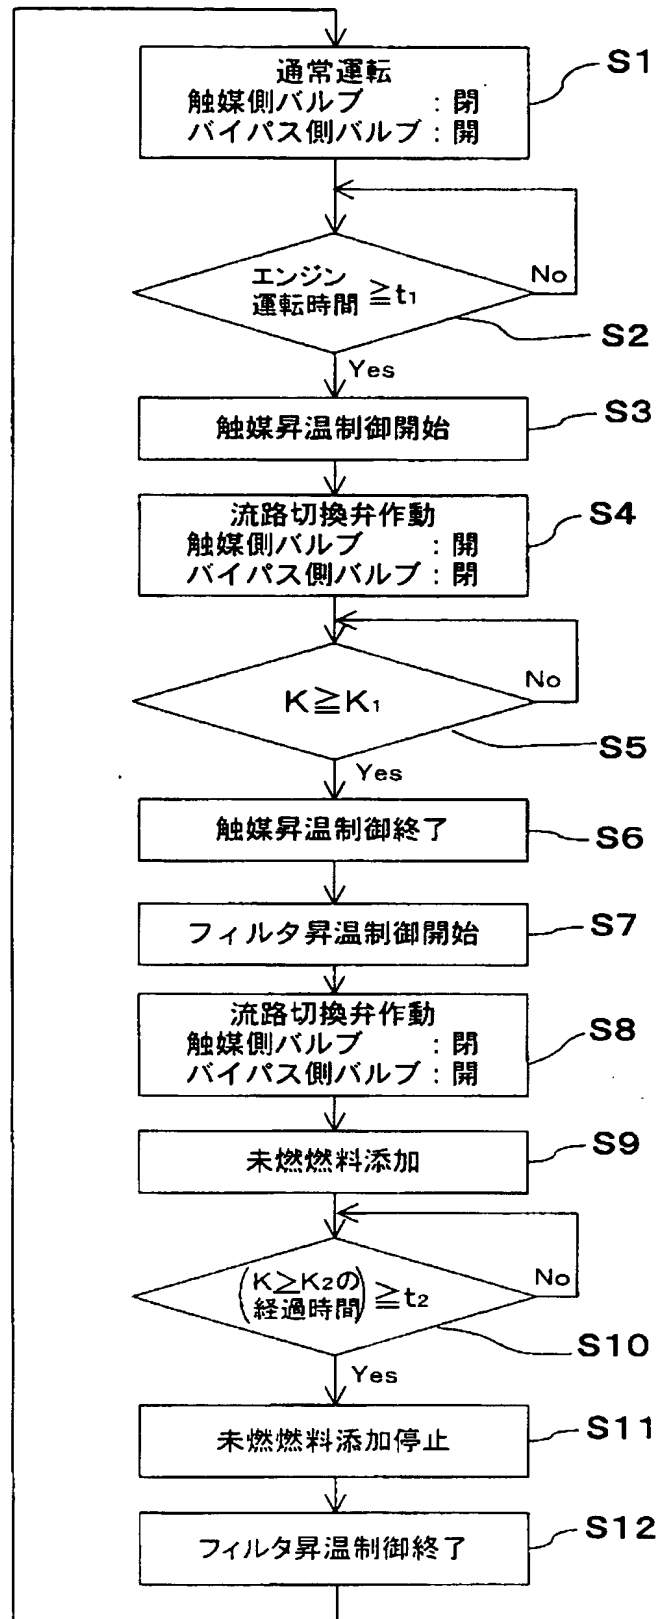 通常運転
触媒側バルブ : 閉
バイパス側バルブ : 開
S1
エンジン
運転時間 ≧t₁
No
S2
Yes
触媒昇温制御開始
S3
流路切換弁作動
触媒側バルブ : 開
バイパス側バルブ : 閉
S4
K≧K₁
No
S5
Yes
触媒昇温制御終了
S6
フィルタ昇温制御開始
S7
流路切換弁作動
触媒側バルブ : 閉
バイパス側バルブ : 開
S8
未燃燃料添加
S9
(K≧K₂の
経過時間) ≧t₂
No
S10
Yes
未燃燃料添加停止
S11
フィルタ昇温制御終了
S12